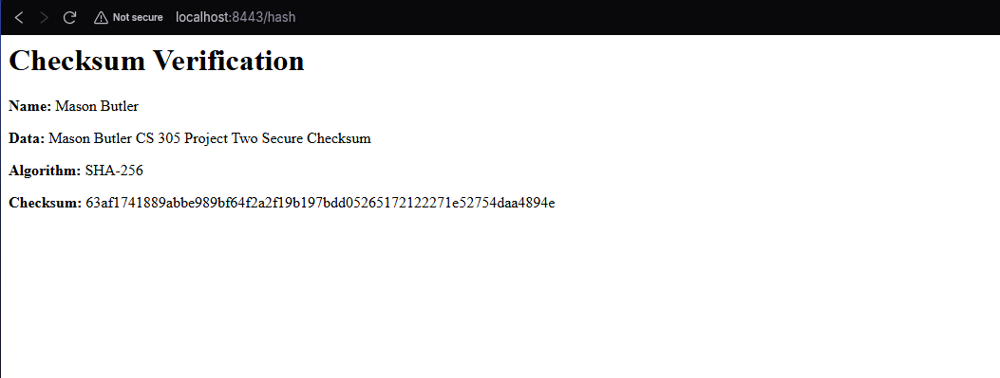 Not secure localhost:8443/hash
Checksum Verification
Name: Mason Butler
Data: Mason Butler CS 305 Project Two Secure Checksum
Algorithm: SHA-256
Checksum: 63af1741889abbe989bf64f2a2f19b197bdd05265172122271e52754daa4894e